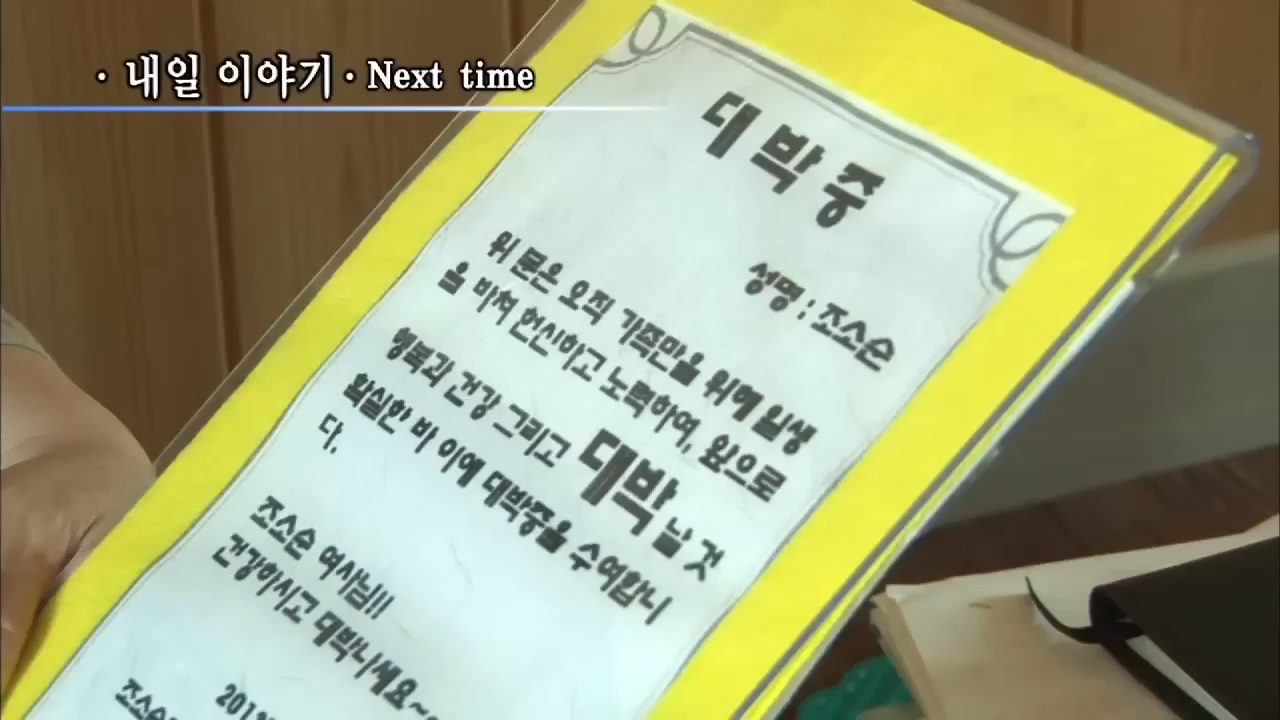 · 내일 이야기 · Next time
대박증
성명 : 조소순
위 분은 오직 가족만을 위해 일생
을 바쳐 헌신하고 노력하여, 앞으로
행복과 건강 그리고 대박날 것
확실한 바 이에 대박증을 수여합니
다.
조소순 여사님!!
건강하시고 대박나세요~
조소순